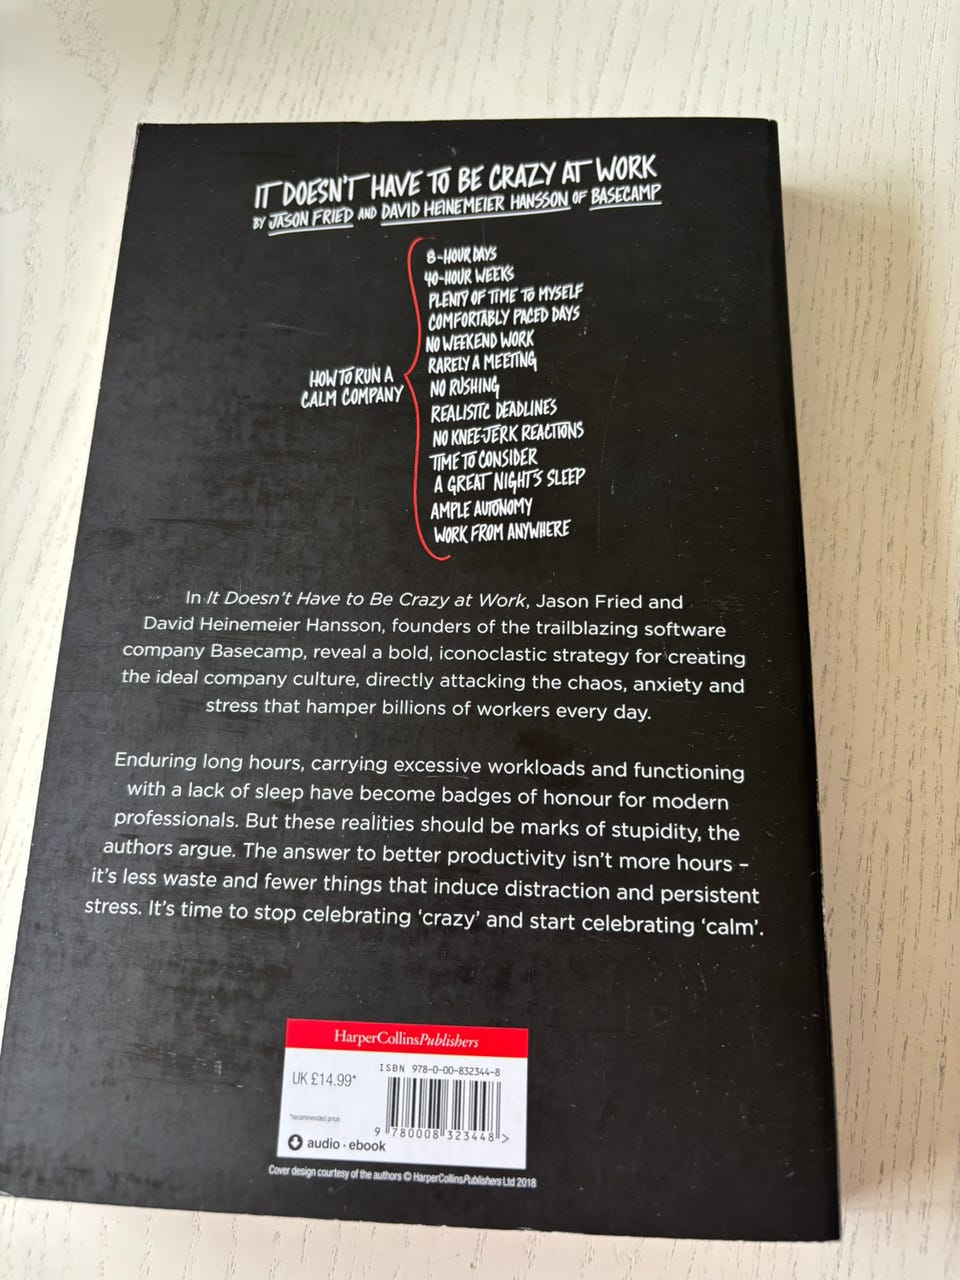 IT DOESN'T HAVE TO BE CRAZY AT WORK
BY JASON FRIED AND DAVID HEINEMEIER HANSSON OF BASECAMP
HOW TO RUN A
CALM COMPANY
8-HOUR DAYS
40-HOUR WEEKS
PLENTY OF TIME TO MYSELF
COMFORTABLY PACED DAYS
NO WEEKEND WORK
RARELY A MEETING
NO RUSHING
REALISTIC DEADLINES
NO KNEE-JERK REACTIONS
TIME TO CONSIDER
A GREAT NIGHT'S SLEEP
AMPLE AUTONOMY
WORK FROM ANYWHERE
In It Doesn't Have to Be Crazy at Work, Jason Fried and
David Heinemeier Hansson, founders of the trailblazing software
company Basecamp, reveal a bold, iconoclastic strategy for creating
the ideal company culture, directly attacking the chaos, anxiety and
stress that hamper billions of workers every day.
Enduring long hours, carrying excessive workloads and functioning
with a lack of sleep have become badges of honour for modern
professionals. But these realities should be marks of stupidity, the
authors argue. The answer to better productivity isn't more hours –
it's less waste and fewer things that induce distraction and persistent
stress. It's time to stop celebrating 'crazy' and start celebrating 'calm'.
HarperCollinsPublishers
ISBN 978-0-00-832344-8
UK £14.99*
*recommended price
9 780008 323448 >
audio · ebook
Cover design courtesy of the authors © HarperCollinsPublishers Ltd 2018